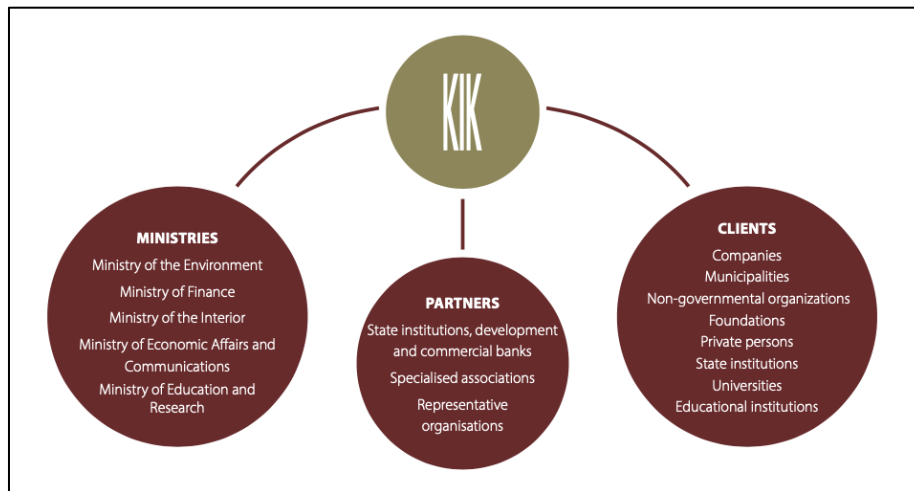 KIK
MINISTRIES
Ministry of the Environment
Ministry of Finance
Ministry of the Interior
Ministry of Economic Affairs and
Communications
Ministry of Education and
Research
PARTNERS
State institutions, development
and commercial banks
Specialised associations
Representative
organisations
CLIENTS
Companies
Municipalities
Non-governmental organizations
Foundations
Private persons
State institutions
Universities
Educational institutions